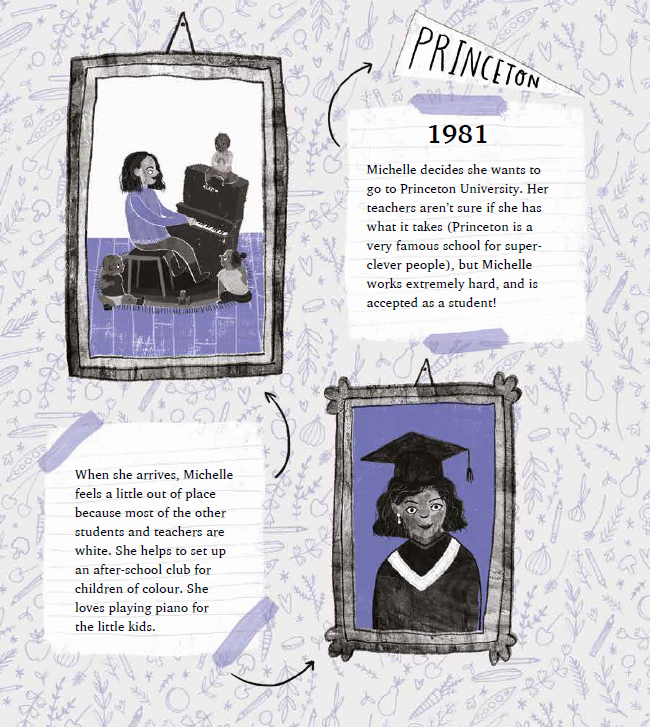 PRINCETON
1981
Michelle decides she wants to
go to Princeton University. Her
teachers aren't sure if she has
what it takes (Princeton is a
very famous school for super-
clever people), but Michelle
works extremely hard, and is
accepted as a student!
When she arrives, Michelle
feels a little out of place
because most of the other
students and teachers are
white. She helps to set up
an after-school club for
children of colour. She
loves playing piano for
the little kids.